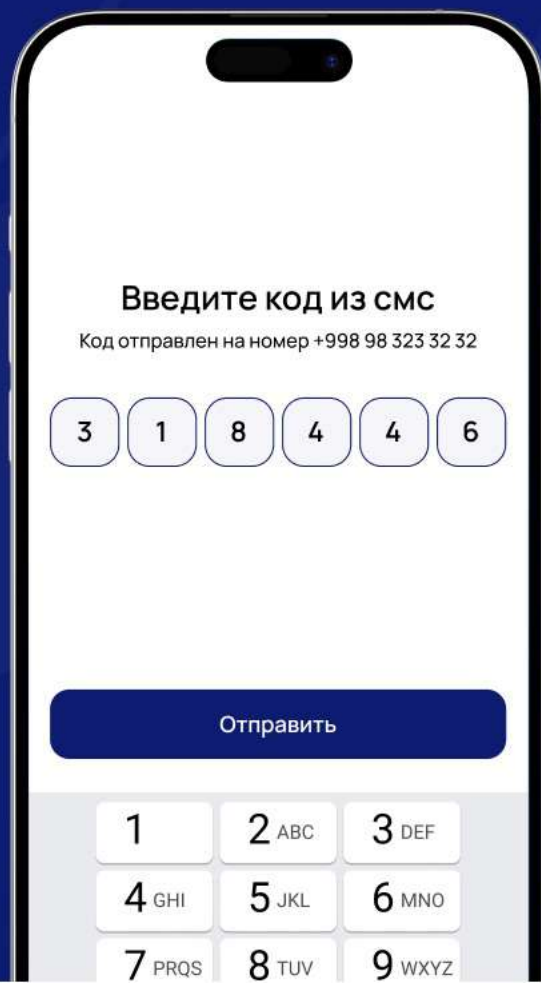 Введите код из смс
Код отправлен на номер +998 98 323 32 32
3 1 8 4 4 6
Отправить
1 2 ABC 3 DEF
4 GHI 5 JKL 6 MNO
7 PRQS 8 TUV 9 WXYZ